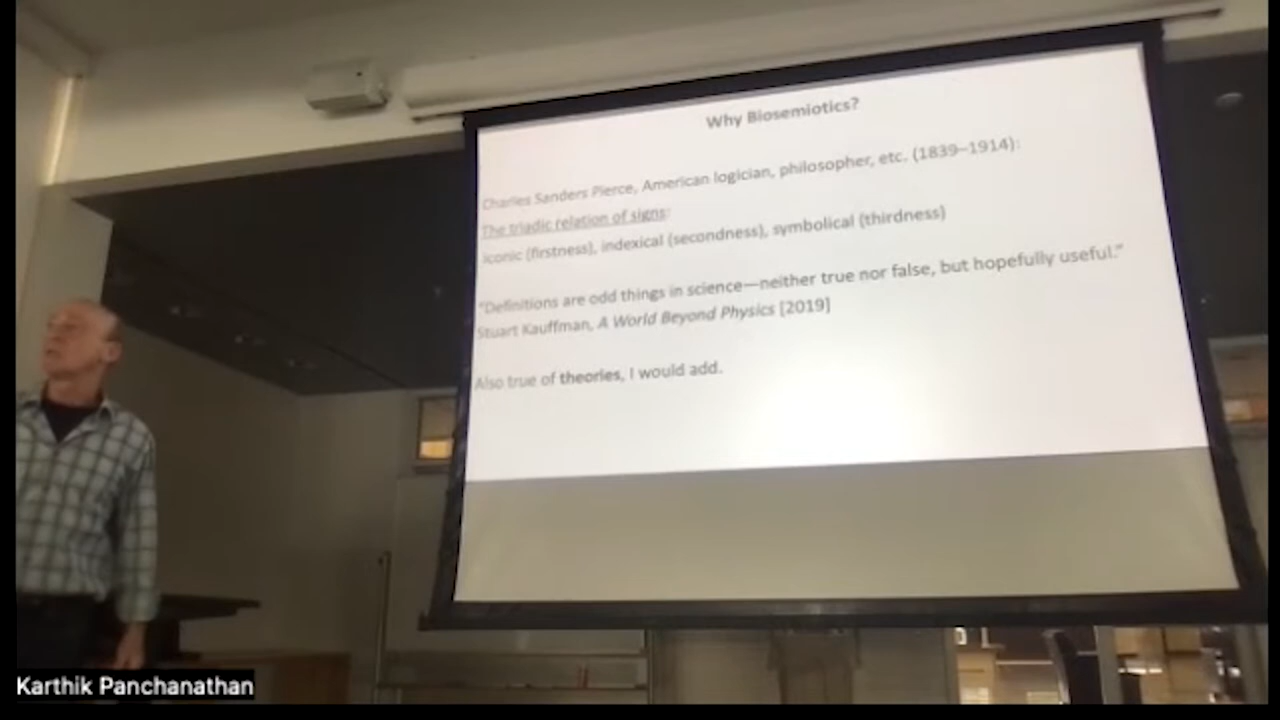 Why Biosemiotics?
Charles Sanders Pierce, American logician, philosopher, etc. (1839–1914):
The triadic relation of signs:
iconic (firstness), indexical (secondness), symbolical (thirdness)
“Definitions are odd things in science—neither true nor false, but hopefully useful.”
Stuart Kauffman, A World Beyond Physics [2019]
Also true of theories, I would add.
Karthik Panchanathan